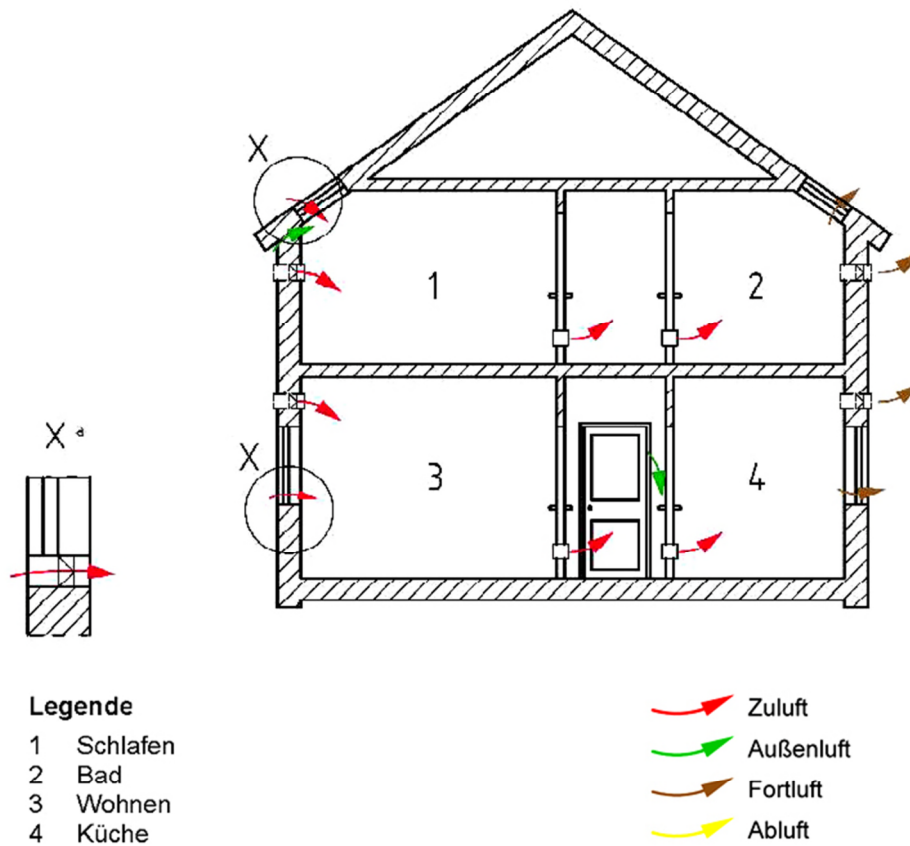 X
1
2
X ª
X
3
4
Legende
1 Schlafen
2 Bad
3 Wohnen
4 Küche
Zuluft
Außenluft
Fortluft
Abluft